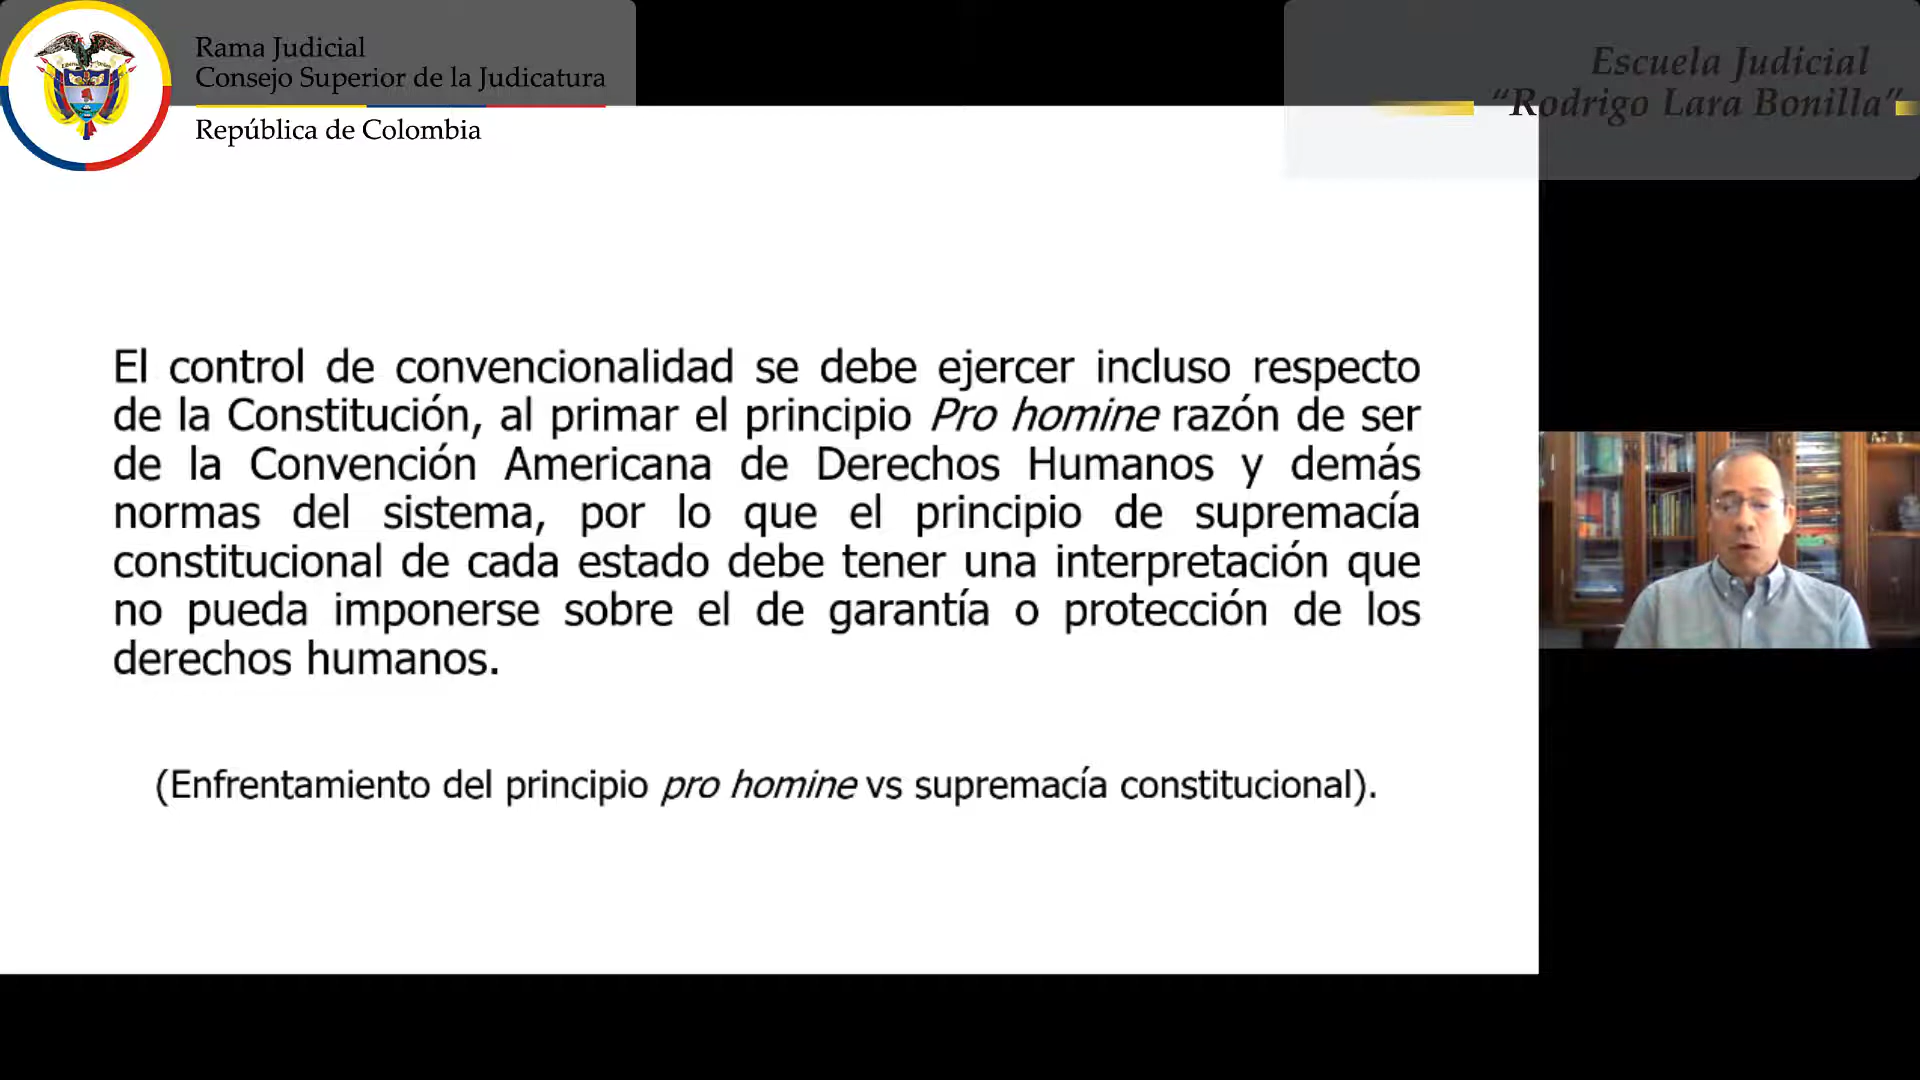 Rama Judicial
Consejo Superior de la Judicatura
República de Colombia
Escuela Judicial
“Rodrigo Lara Bonilla”
El control de convencionalidad se debe ejercer incluso respecto
de la Constitución, al primar el principio Pro homine razón de ser
de la Convención Americana de Derechos Humanos y demás
normas del sistema, por lo que el principio de supremacía
constitucional de cada estado debe tener una interpretación que
no pueda imponerse sobre el de garantía o protección de los
derechos humanos.
(Enfrentamiento del principio pro homine vs supremacía constitucional).